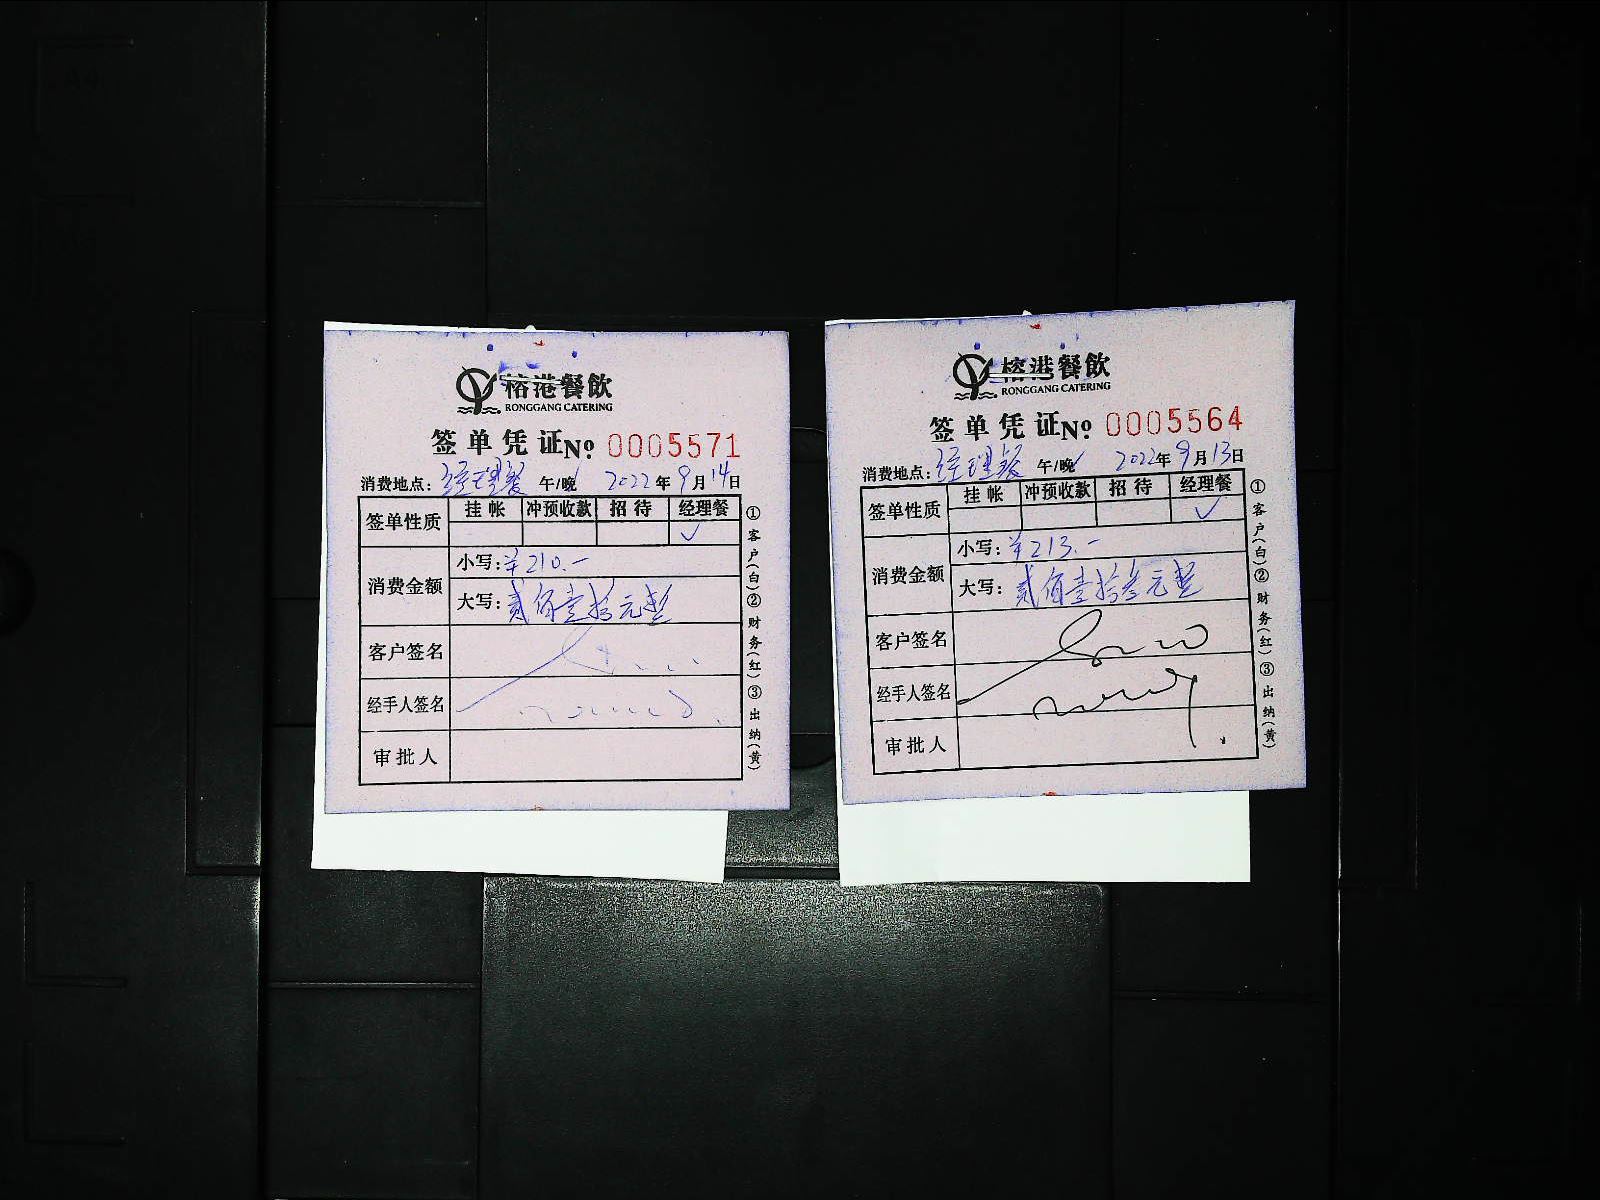 榕港餐飲
RONGGANG CATERING
签单凭证№ 0005571
消费地点：经理餐 午/晚 2022年9月14日
签单性质 挂帐 冲预收款 招待 经理餐
✓
消费金额
小写：¥210.-
大写：贰佰壹拾元整
客户签名
经手人签名
审批人
①客户(白)②财务(红)③出纳(黄)
榕港餐飲
RONGGANG CATERING
签单凭证№ 0005564
消费地点：经理餐 午/晚✓ 2022年9月13日
签单性质 挂帐 冲预收款 招待 经理餐
✓
消费金额
小写：¥213.-
大写：贰佰壹拾叁元整
客户签名
经手人签名
审批人
①客户(白)②财务(红)③出纳(黄)